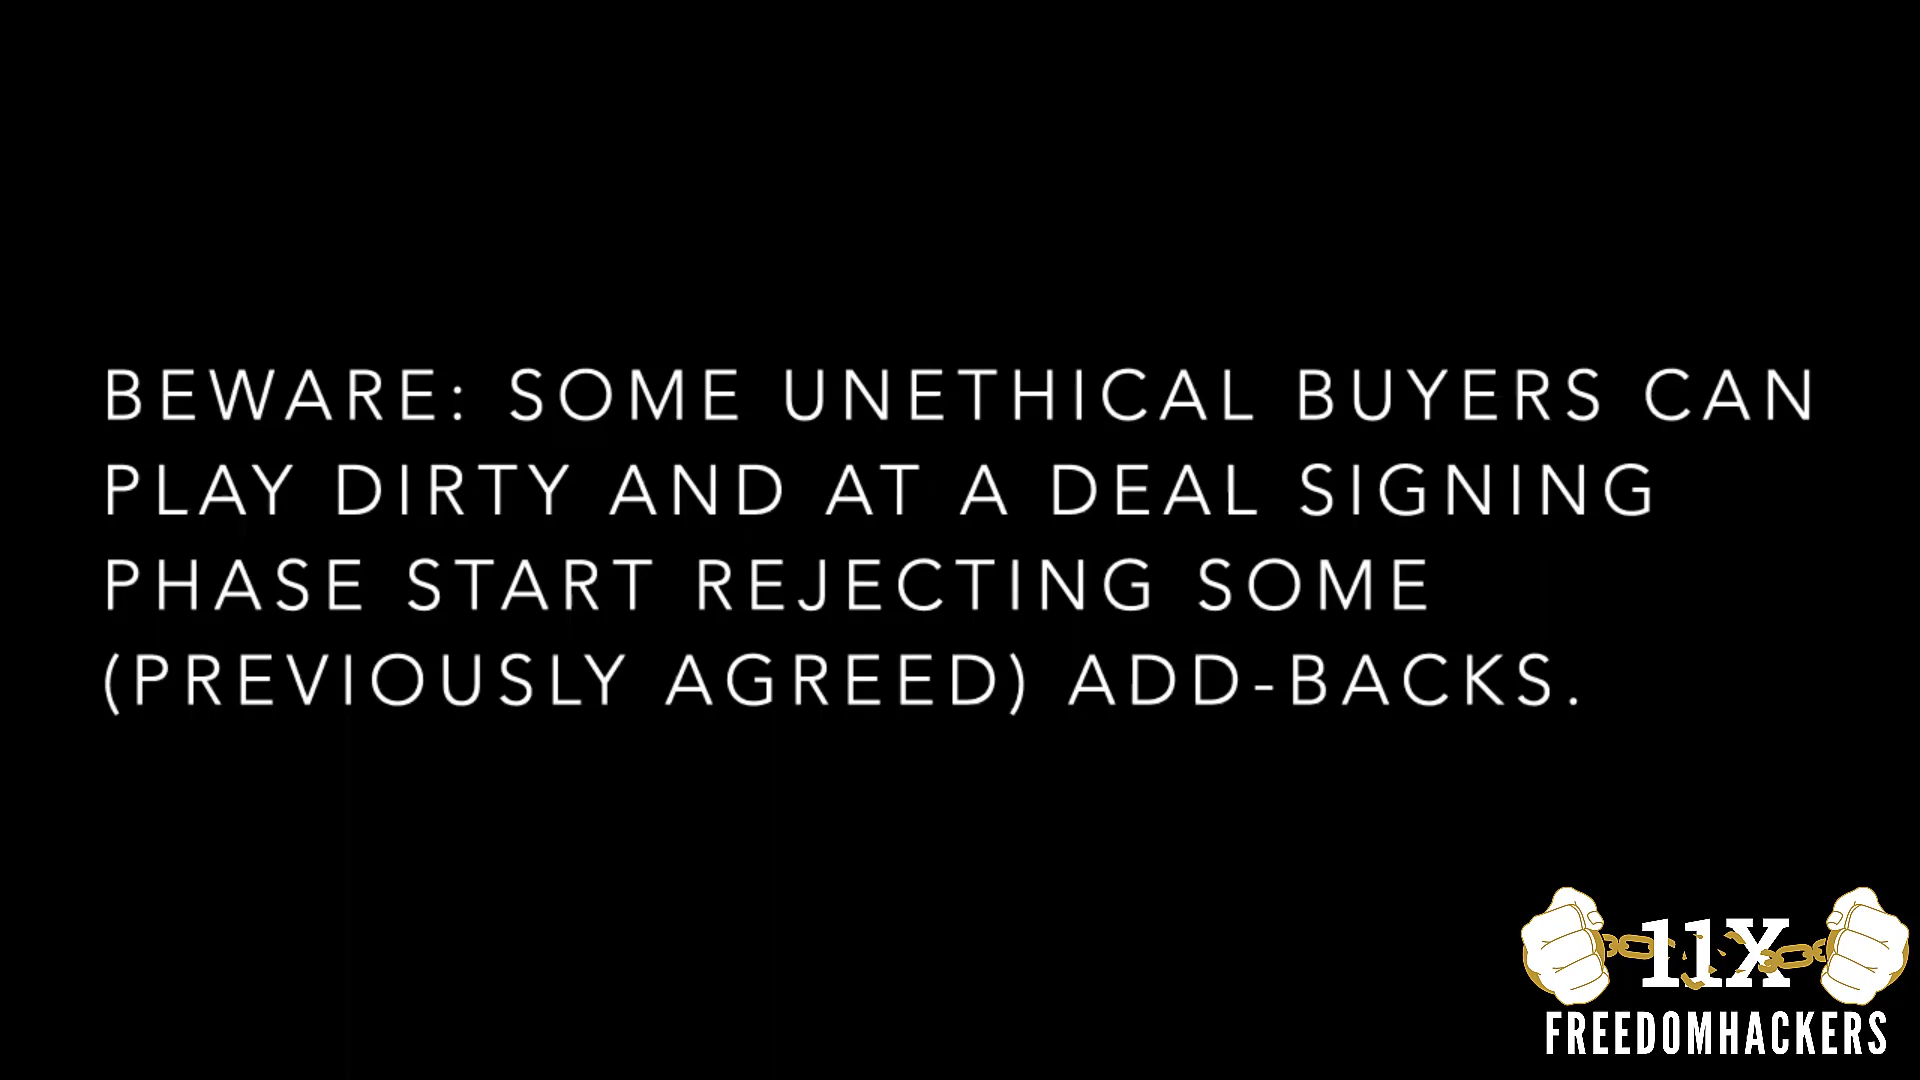 BEWARE: SOME UNETHICAL BUYERS CAN
PLAY DIRTY AND AT A DEAL SIGNING
PHASE START REJECTING SOME
(PREVIOUSLY AGREED) ADD-BACKS.
11X
FREEDOMHACKERS